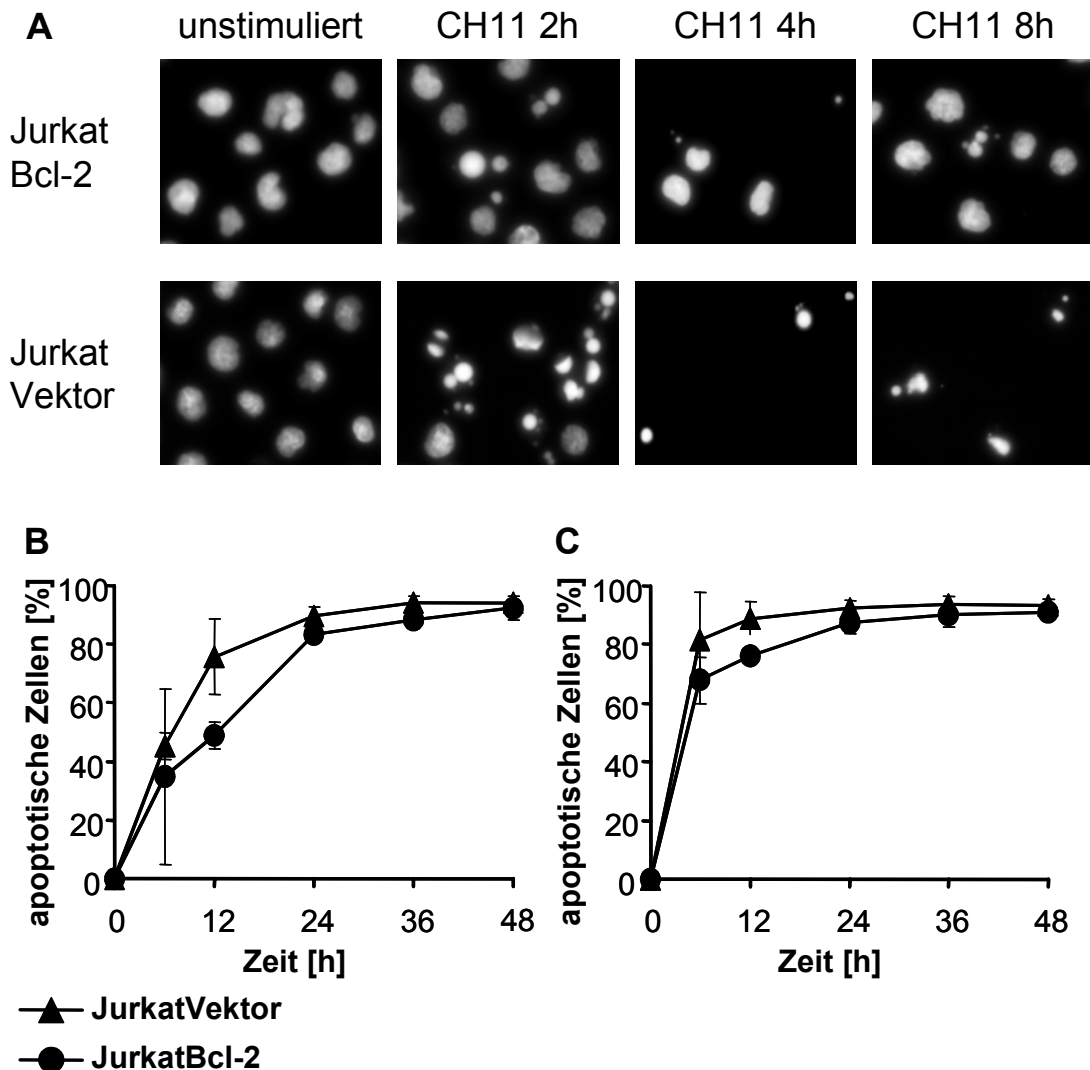 A
unstimuliert CH11 2h CH11 4h CH11 8h
Jurkat
Bcl-2
Jurkat
Vektor
B
apoptotische Zellen [%]
100
80
60
40
20
0
0 12 24 36 48
Zeit [h]
C
apoptotische Zellen [%]
100
80
60
40
20
0
0 12 24 36 48
Zeit [h]
JurkatVektor
JurkatBcl-2